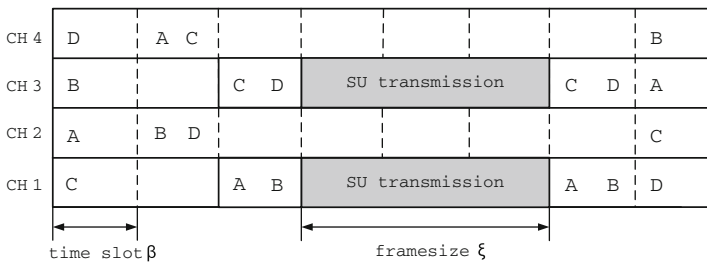 CH 4 D A C B
CH 3 B C D SU transmission C D A
CH 2 A B D C
CH 1 C A B SU transmission A B D
time slot β framesize ξ